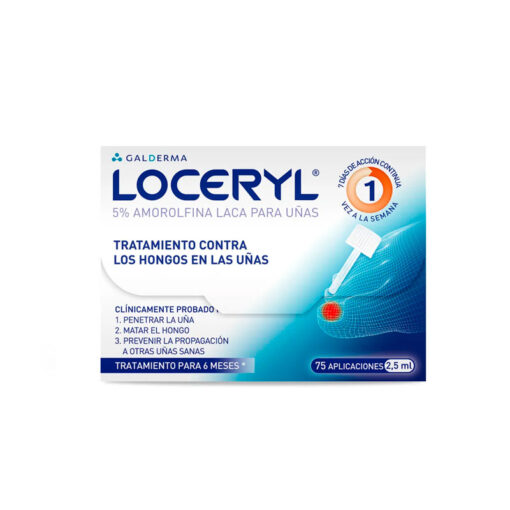 GALDERMA
LOCERYL®
5% AMOROLFINA LACA PARA UÑAS
7 DÍAS DE ACCIÓN CONTINUA
1
VEZ A LA SEMANA
TRATAMIENTO CONTRA
LOS HONGOS EN LAS UÑAS
CLÍNICAMENTE PROBADO
1. PENETRAR LA UÑA
2. MATAR EL HONGO
3. PREVENIR LA PROPAGACIÓN
A OTRAS UÑAS SANAS
TRATAMIENTO PARA 6 MESES *
75 APLICACIONES 2,5 ml